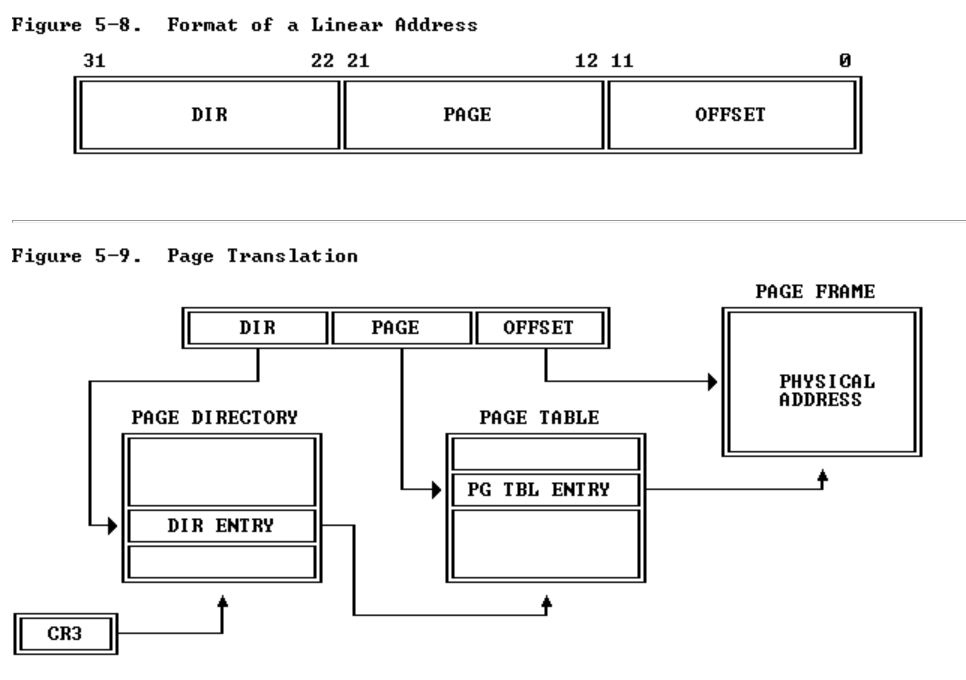 Figure 5-8.  Format of a Linear Address
31 22 21 12 11 0
DIR PAGE OFFSET
Figure 5-9.  Page Translation
PAGE FRAME
DIR PAGE OFFSET
PHYSICAL
ADDRESS
PAGE DIRECTORY PAGE TABLE
PG TBL ENTRY
DIR ENTRY
CR3